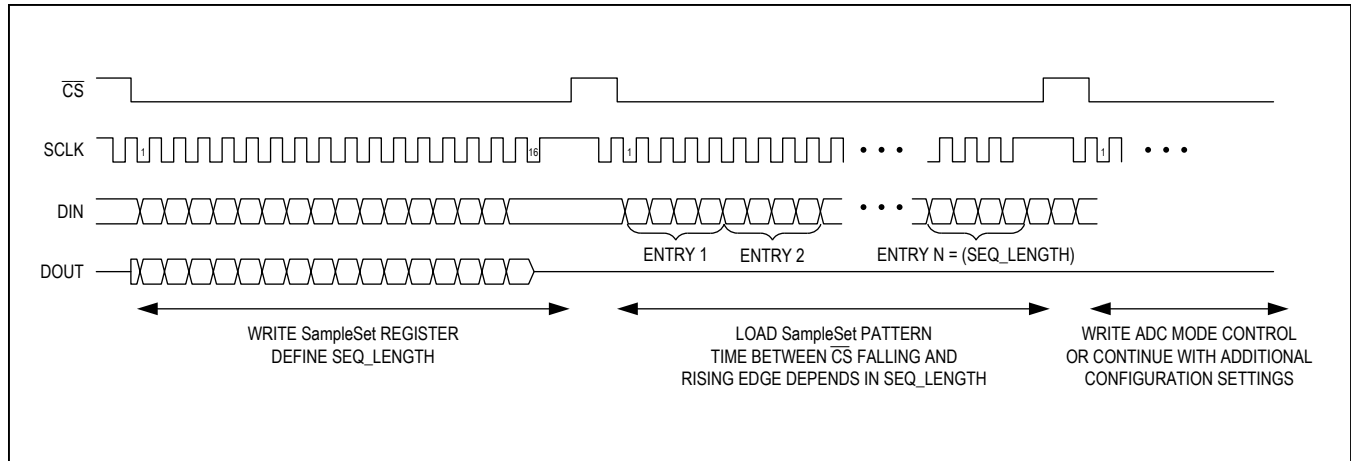 CS
SCLK
1
16
1
• • •
1
• • •
DIN
• • •
ENTRY 1
ENTRY 2
ENTRY N = (SEQ_LENGTH)
DOUT
WRITE SampleSet REGISTER
DEFINE SEQ_LENGTH
LOAD SampleSet PATTERN
TIME BETWEEN CS FALLING AND
RISING EDGE DEPENDS IN SEQ_LENGTH
WRITE ADC MODE CONTROL
OR CONTINUE WITH ADDITIONAL
CONFIGURATION SETTINGS